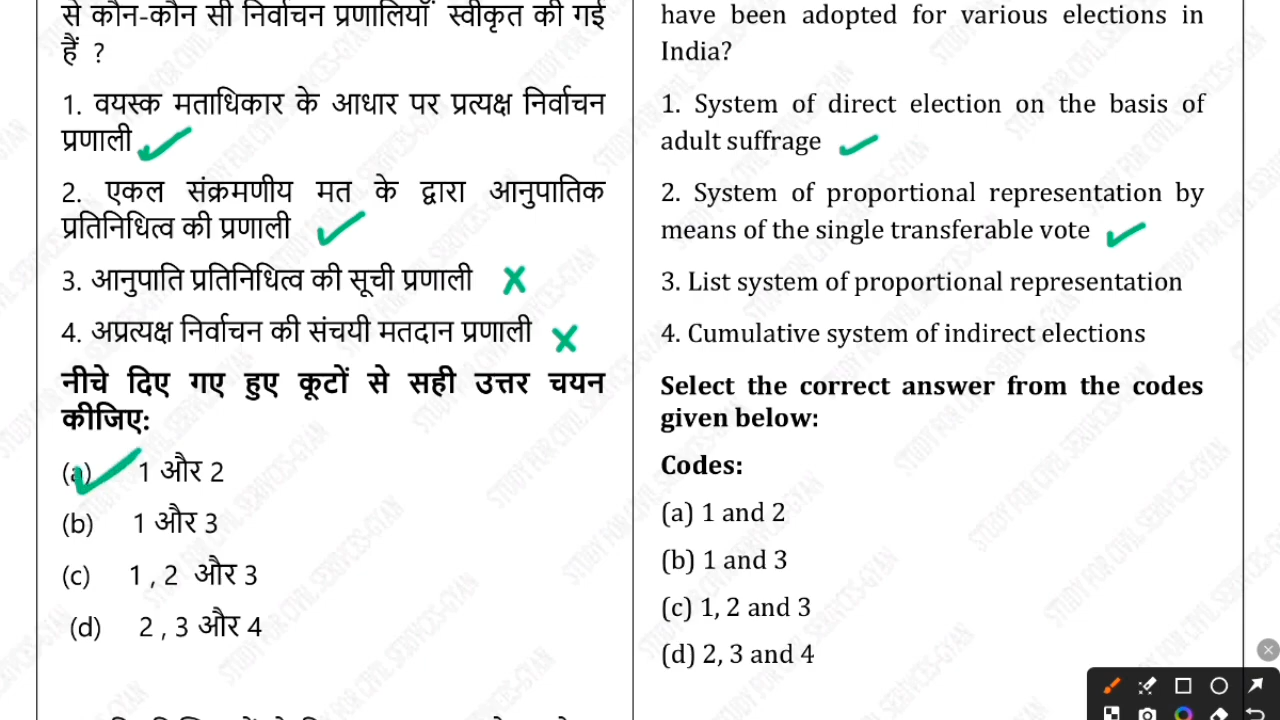 से कौन-कौन सी निर्वाचन प्रणालियाँ स्वीकृत की गई
हैं ?
1. वयस्क मताधिकार के आधार पर प्रत्यक्ष निर्वाचन
प्रणाली
2. एकल संक्रमणीय मत के द्वारा आनुपातिक
प्रतिनिधित्व की प्रणाली
3. आनुपाति प्रतिनिधित्व की सूची प्रणाली
4. अप्रत्यक्ष निर्वाचन की संचयी मतदान प्रणाली
नीचे दिए गए हुए कूटों से सही उत्तर चयन
कीजिए:
(a) 1 और 2
(b) 1 और 3
(c) 1 , 2 और 3
(d) 2 , 3 और 4
have been adopted for various elections in
India?
1. System of direct election on the basis of
adult suffrage
2. System of proportional representation by
means of the single transferable vote
3. List system of proportional representation
4. Cumulative system of indirect elections
Select the correct answer from the codes
given below:
Codes:
(a) 1 and 2
(b) 1 and 3
(c) 1, 2 and 3
(d) 2, 3 and 4
STUDY FOR CIVIL SERVICES-GYAN